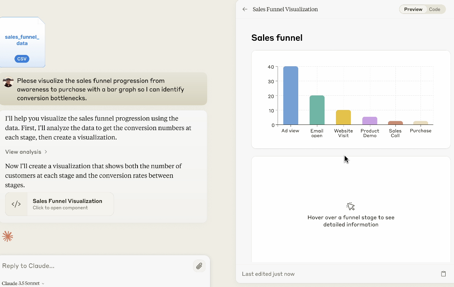 sales_funnel_
data
CSV
Please visualize the sales funnel progression from
awareness to purchase with a bar graph so I can identify
conversion bottlenecks.
I'll help you visualize the sales funnel progression using the
data. First, I'll analyze the data to get the conversion numbers at
each stage, then create a visualization.
View analysis >
Now I'll create a visualization that shows both the number of
customers at each stage and the conversion rates between
stages.
</>
Sales Funnel Visualization
Click to open component
Reply to Claude...
Claude 3.5 Sonnet
← Sales Funnel Visualization
Preview Code
Sales funnel
40
30
20
10
0
Ad view
Email
open
Website
Visit
Product
Demo
Sales
Call
Purchase
Hover over a funnel stage to see
detailed information
Last edited just now